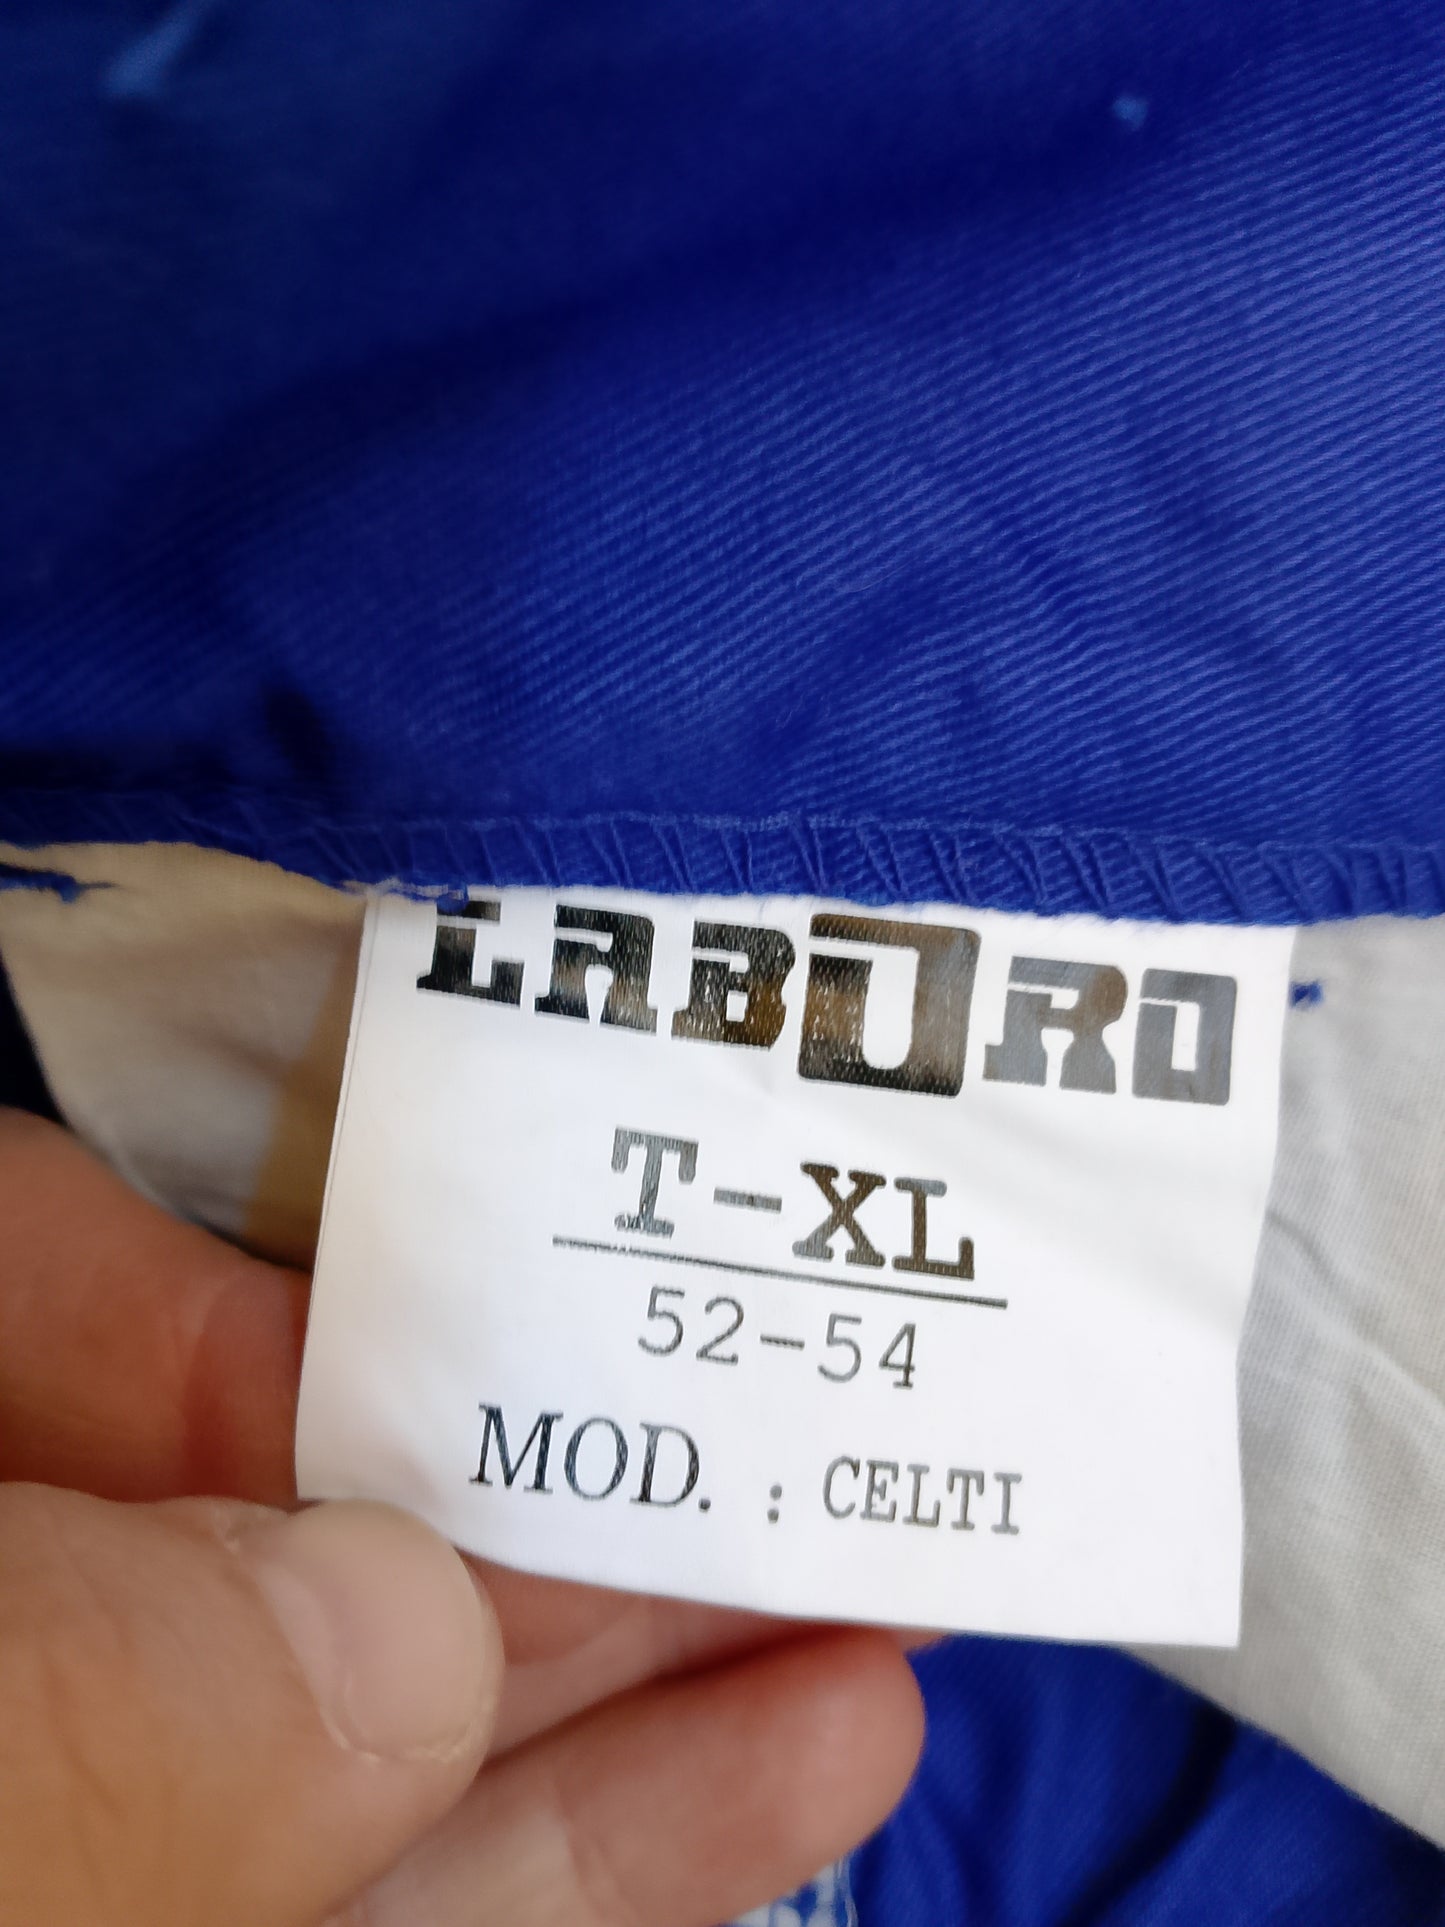 LABORO
T-XL
52-54
MOD. : CELTI